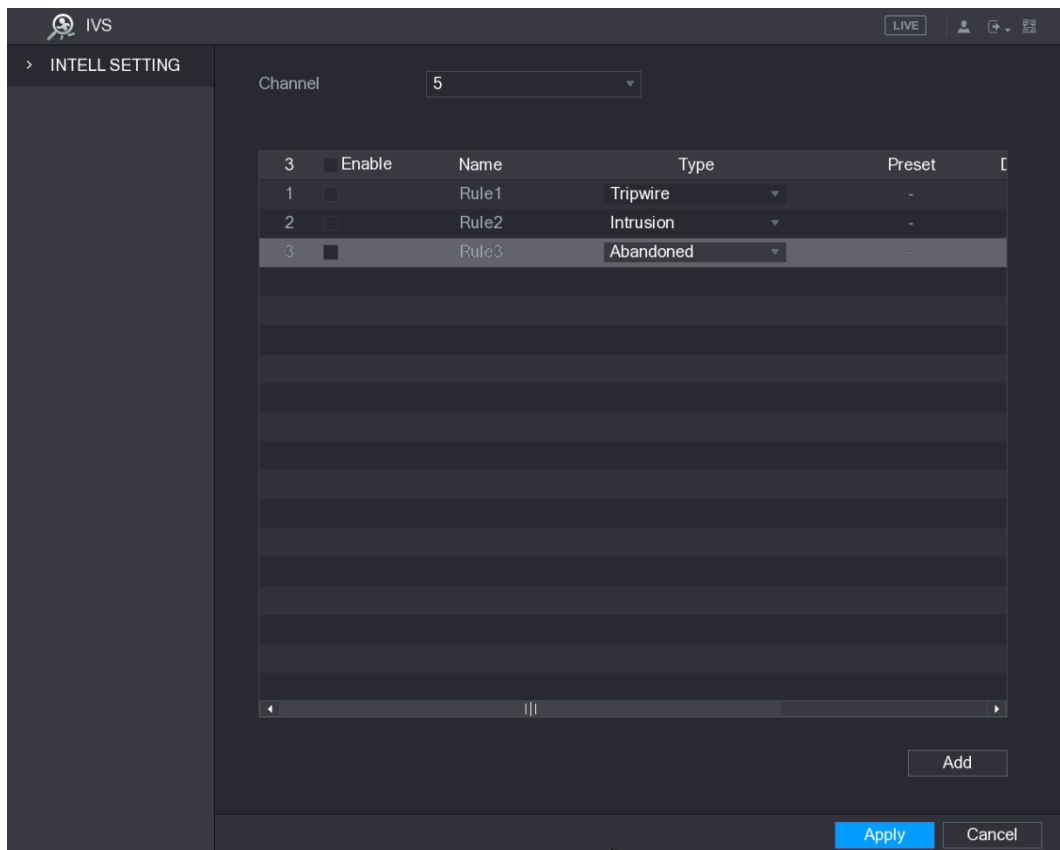 IVS LIVE
INTELL SETTING
Channel 5
3 Enable Name Type Preset
1 Rule1 Tripwire -
2 Rule2 Intrusion -
3 Rule3 Abandoned -
Add
Apply Cancel